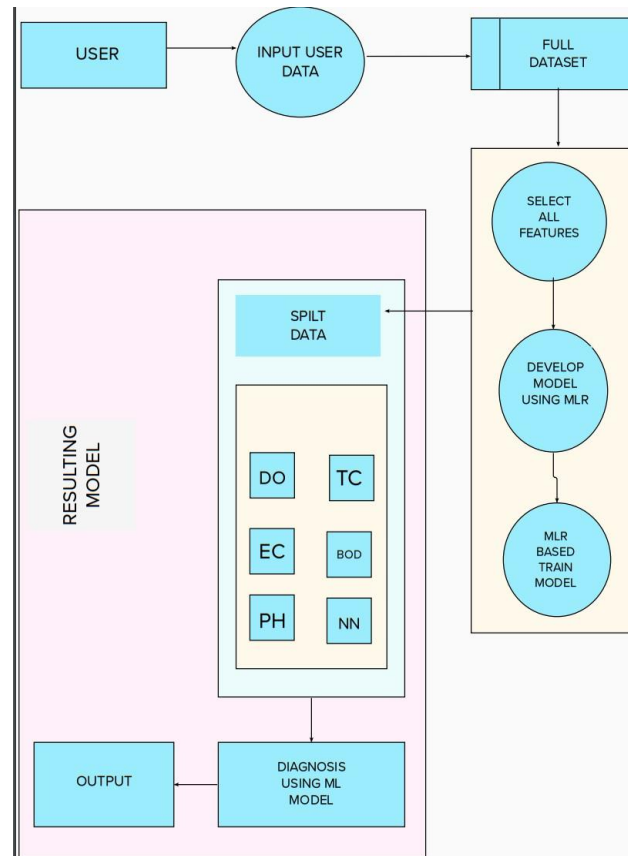 USER
INPUT USER
DATA
FULL
DATASET
SELECT
ALL
FEATURES
DEVELOP
MODEL
USING MLR
MLR
BASED
TRAIN
MODEL
SPILT
DATA
DO
TC
EC
BOD
PH
NN
RESULTING
MODEL
DIAGNOSIS
USING ML
MODEL
OUTPUT